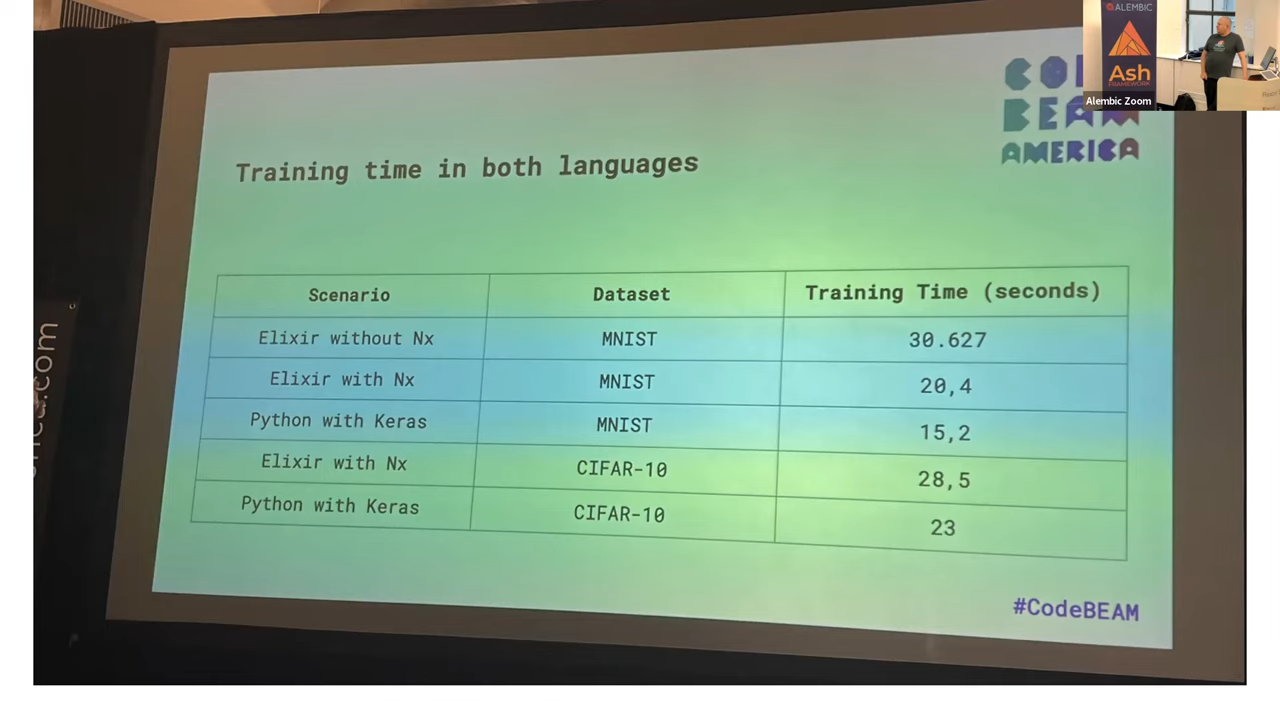 ALEMBIC
Ash
FRAMEWORK
Alembic Zoom
BEAM
AMERICA
Training time in both languages
Scenario Dataset Training Time (seconds)
Elixir without Nx MNIST 30.627
Elixir with Nx MNIST 20,4
Python with Keras MNIST 15,2
Elixir with Nx CIFAR-10 28,5
Python with Keras CIFAR-10 23
#CodeBEAM